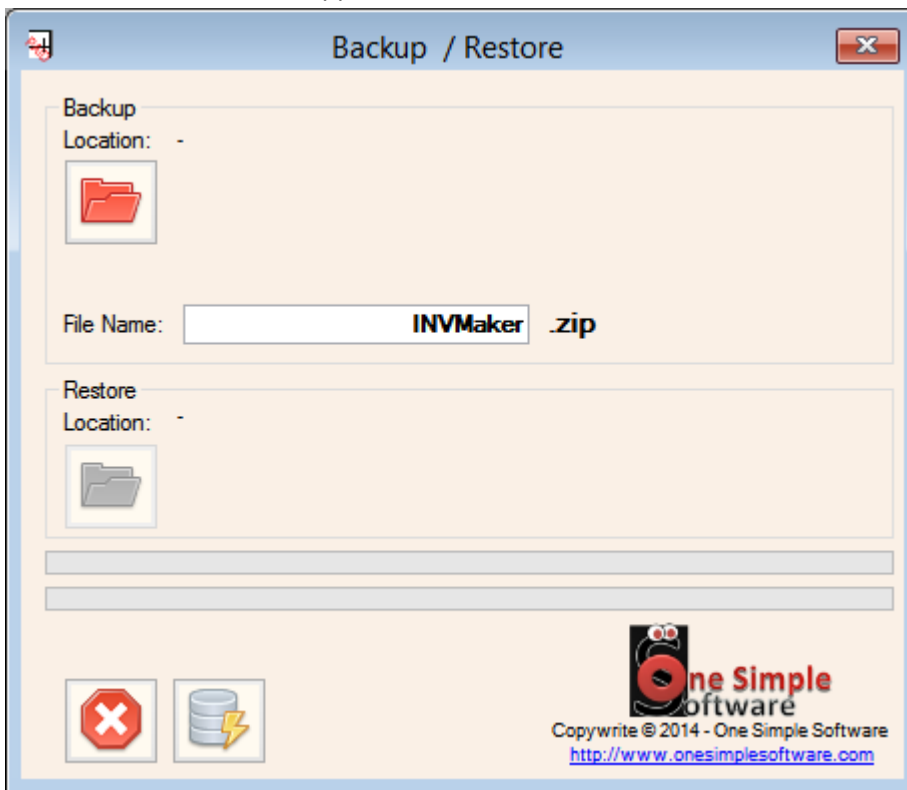 Backup / Restore
Backup
Location: -
File Name: INVMaker .zip
Restore
Location: -
One Simple
Software
Copywrite © 2014 - One Simple Software
http://www.onesimplesoftware.com